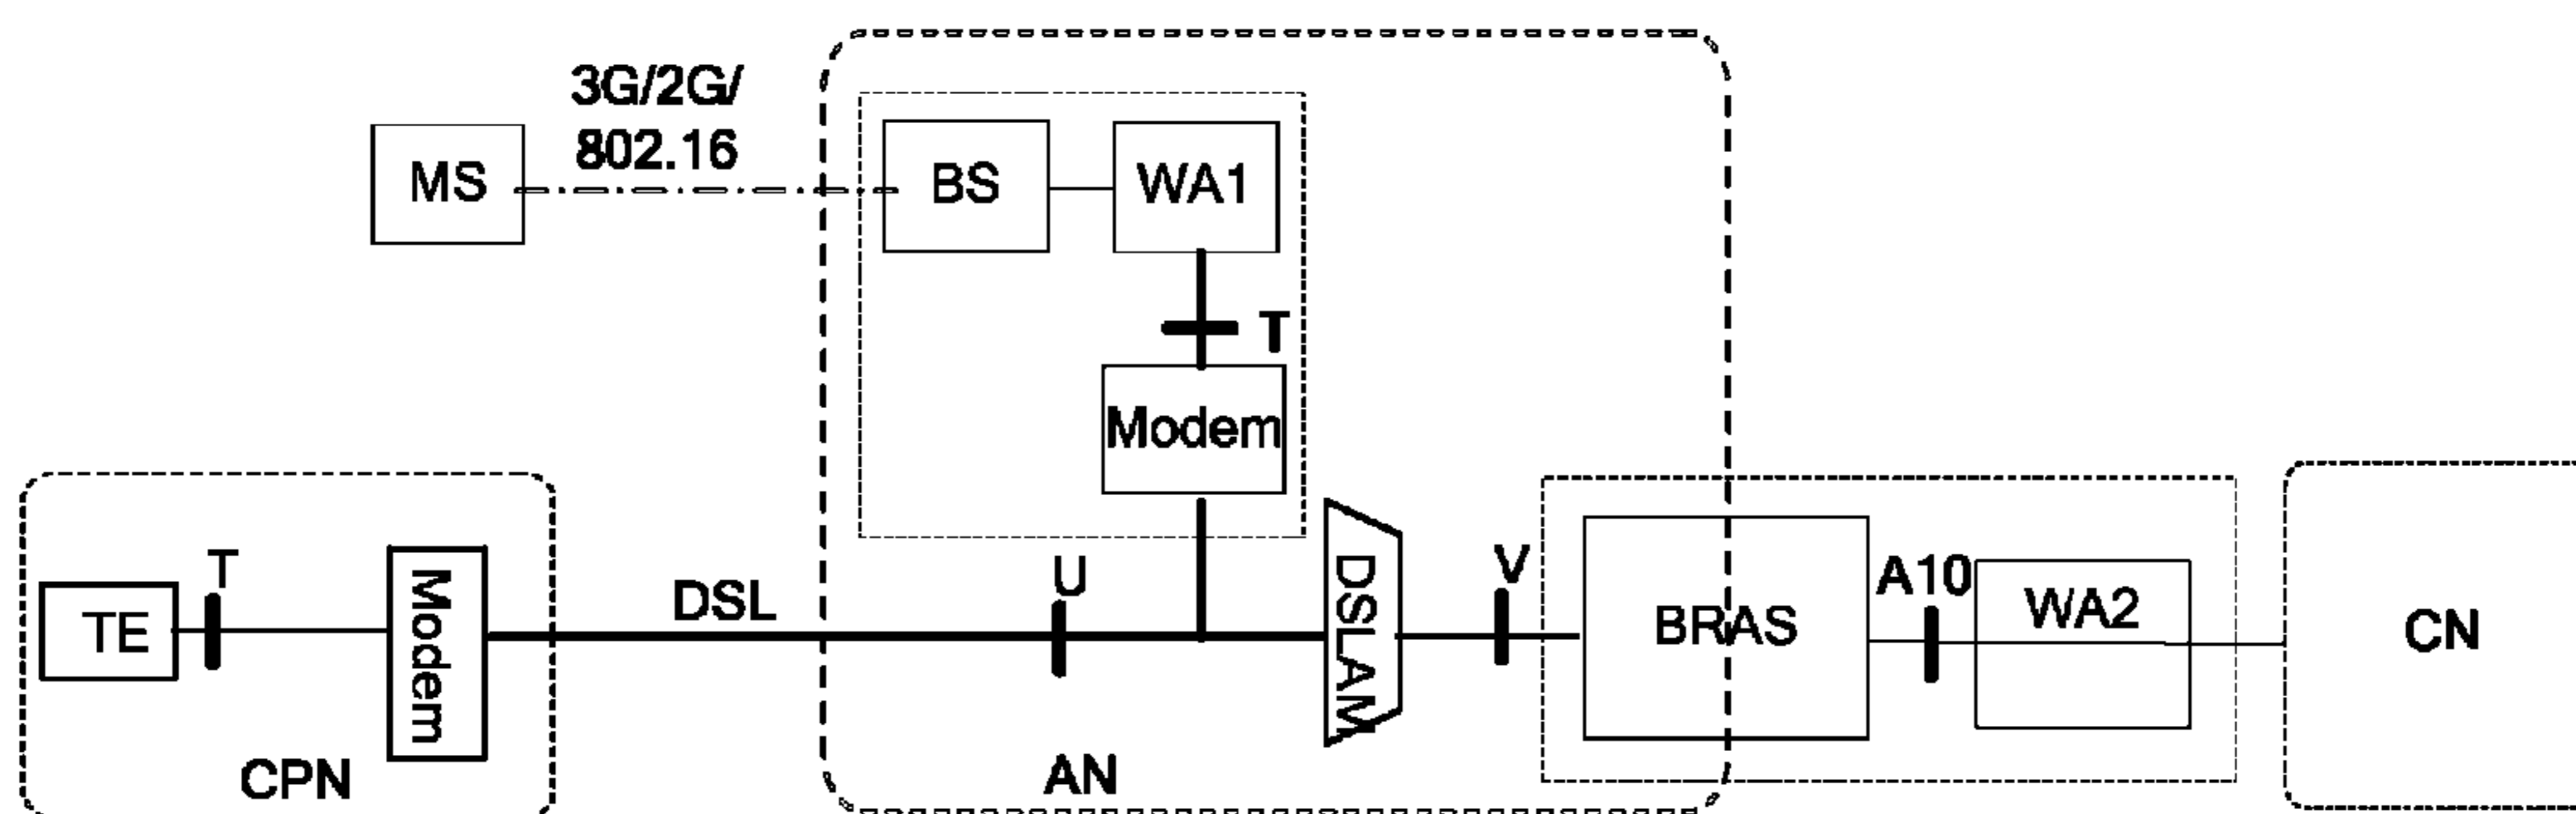 3G/2G/
802.16
MS
BS
WA1
T
Modem
TE
T
Modem
CPN
DSL
U
DSLAM
AN
V
BRAS
A10
WA2
CN